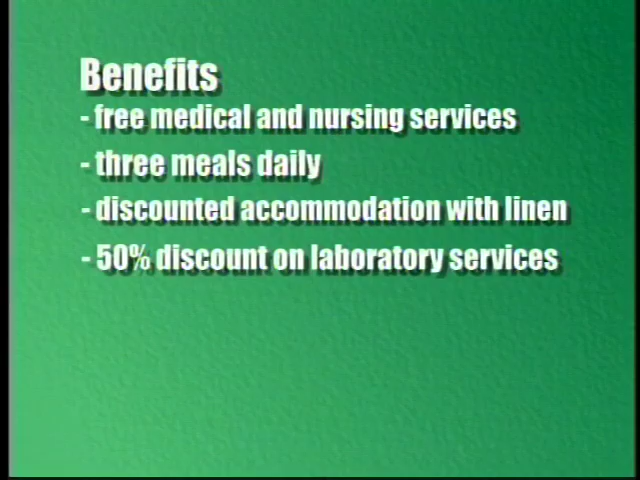 Benefits
- free medical and nursing services
- three meals daily
- discounted accommodation with linen
- 50% discount on laboratory services